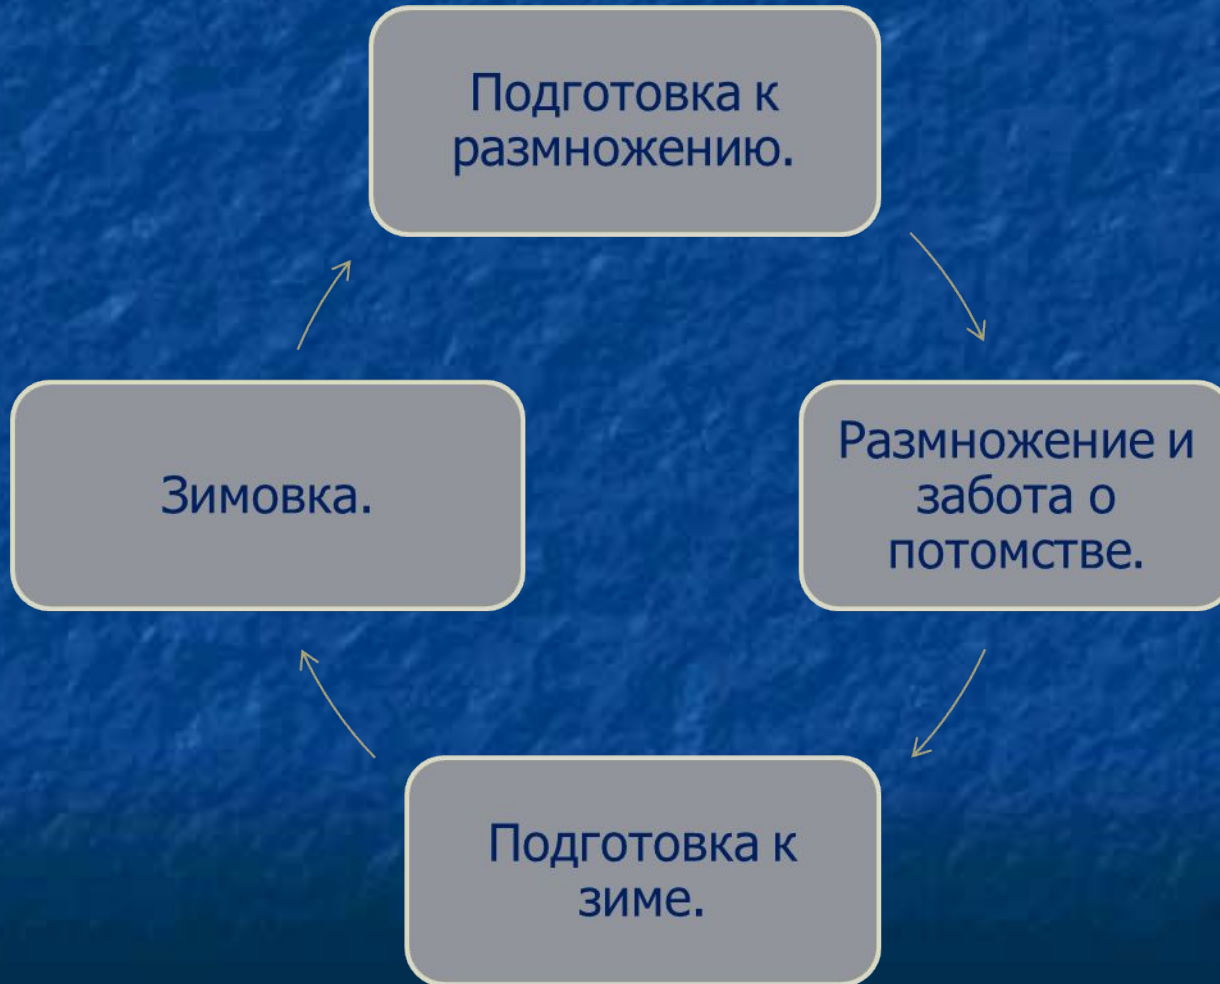 Подготовка к
размножению.
Зимовка.
Размножение и
забота о
потомстве.
Подготовка к
зиме.